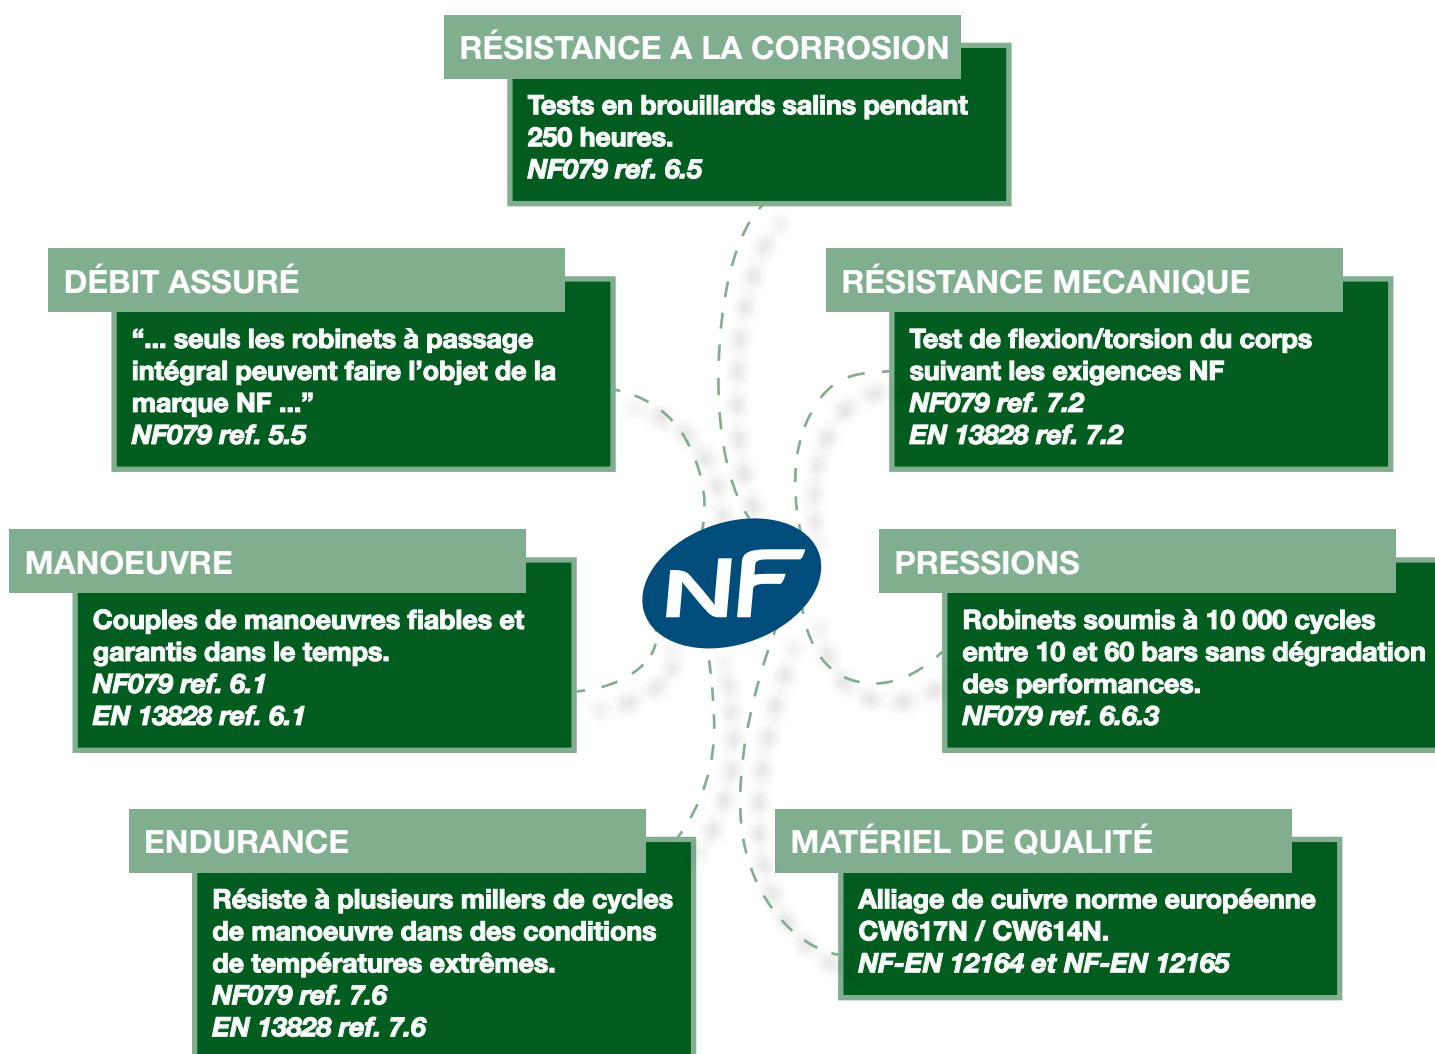 RÉSISTANCE A LA CORROSION
Tests en brouillards salins pendant
250 heures.
NF079 ref. 6.5
DÉBIT ASSURÉ
“... seuls les robinets à passage
intégral peuvent faire l’objet de la
marque NF ...”
NF079 ref. 5.5
RÉSISTANCE MECANIQUE
Test de flexion/torsion du corps
suivant les exigences NF
NF079 ref. 7.2
EN 13828 ref. 7.2
NF
MANOEUVRE
Couples de manoeuvres fiables et
garantis dans le temps.
NF079 ref. 6.1
EN 13828 ref. 6.1
PRESSIONS
Robinets soumis à 10 000 cycles
entre 10 et 60 bars sans dégradation
des performances.
NF079 ref. 6.6.3
ENDURANCE
Résiste à plusieurs millers de cycles
de manoeuvre dans des conditions
de températures extrêmes.
NF079 ref. 7.6
EN 13828 ref. 7.6
MATÉRIEL DE QUALITÉ
Alliage de cuivre norme européenne
CW617N / CW614N.
NF-EN 12164 et NF-EN 12165